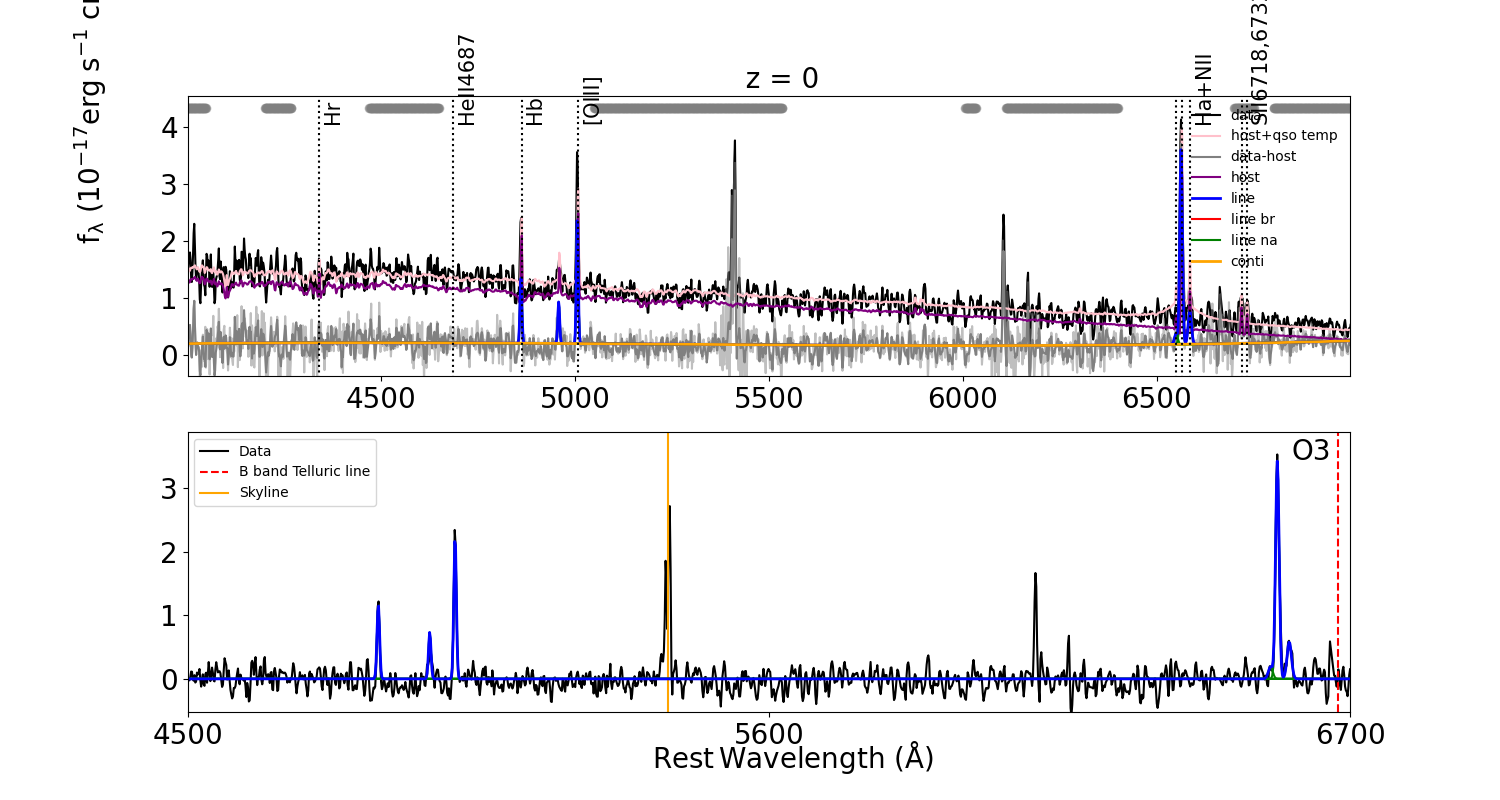 z = 0
f_λ (10^−17 erg s^−1
Hr
HeII4687
Hb
[OIII]
Ha+NII
SII6718,673
data
host+qso temp
data-host
host
line
line br
line na
conti
4
3
2
1
0
4500
5000
5500
6000
6500
Data
B band Telluric line
Skyline
O3
3
2
1
0
4500
5600
6700
Rest Wavelength (Å)